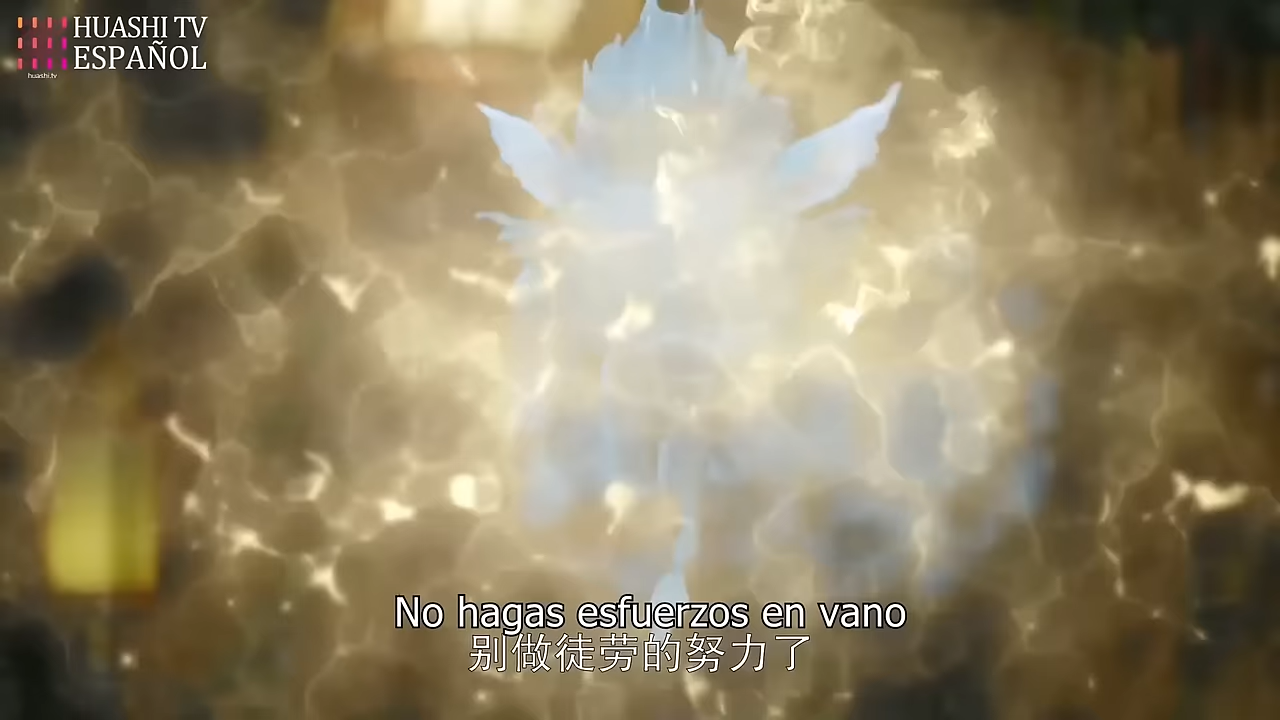 HUASHI TV
ESPAÑOL
huashi.tv
No hagas esfuerzos en vano
别做徒劳的努力了